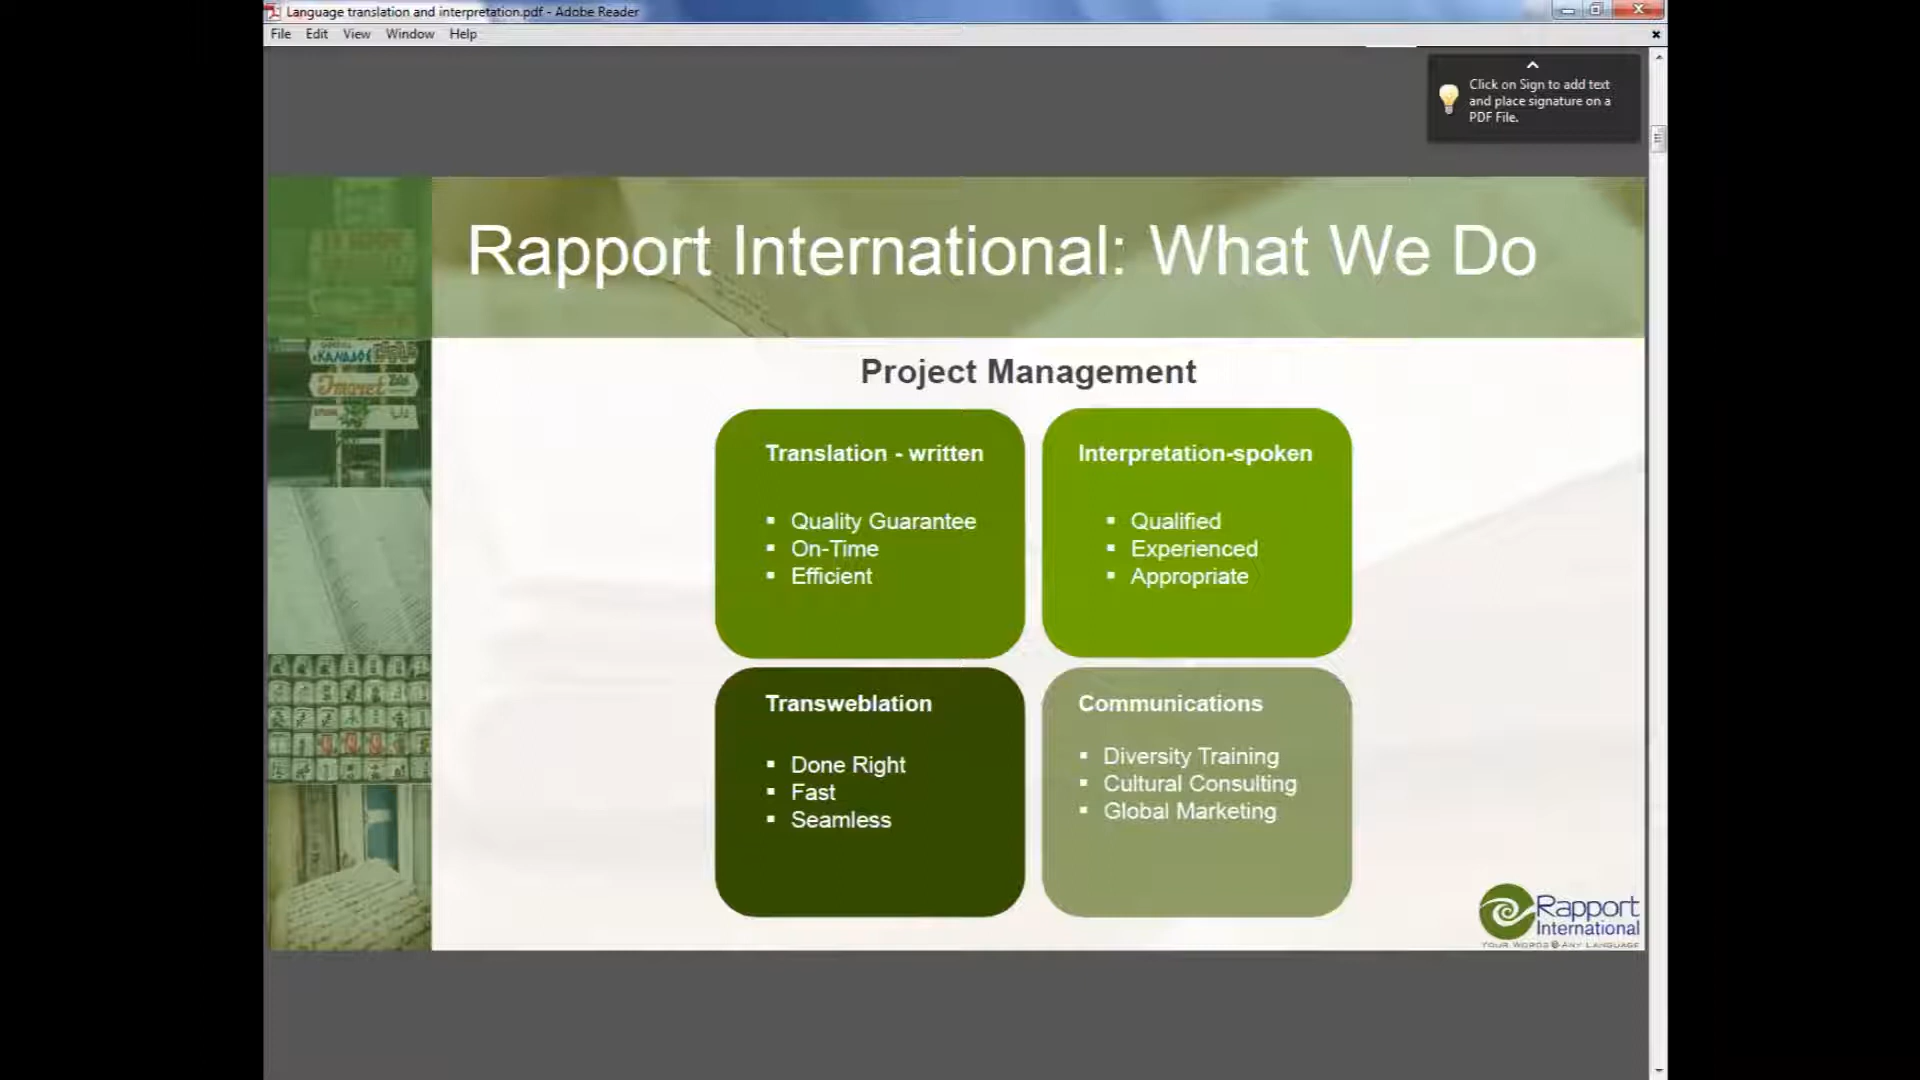 Language translation and interpretation.pdf - Adobe Reader
File Edit View Window Help
Click on Sign to add text
and place signature on a
PDF File.
Rapport International: What We Do
Project Management
Translation - written
▪ Quality Guarantee
▪ On-Time
▪ Efficient
Interpretation-spoken
▪ Qualified
▪ Experienced
▪ Appropriate
Transweblation
▪ Done Right
▪ Fast
▪ Seamless
Communications
▪ Diversity Training
▪ Cultural Consulting
▪ Global Marketing
Rapport
International
YOUR WORDS @ ANY LANGUAGE